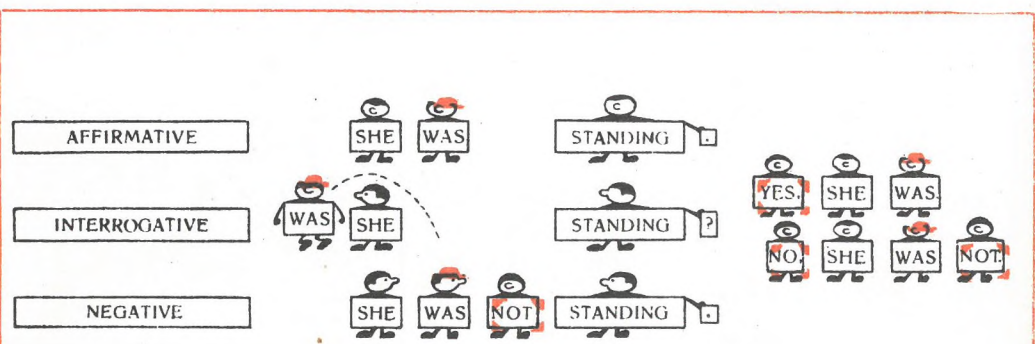 AFFIRMATIVE SHE WAS STANDING .
YES, SHE WAS.
INTERROGATIVE WAS SHE STANDING ?
NO, SHE WAS NOT.
NEGATIVE SHE WAS NOT STANDING .